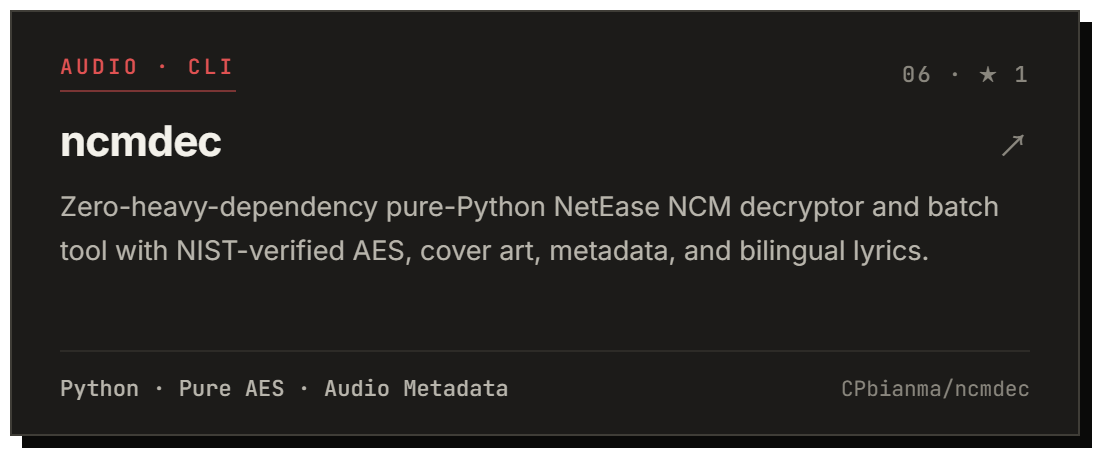 AUDIO · CLI
06 · ★ 1
ncmdec
↗
Zero-heavy-dependency pure-Python NetEase NCM decryptor and batch
tool with NIST-verified AES, cover art, metadata, and bilingual lyrics.
Python · Pure AES · Audio Metadata
CPbianma/ncmdec